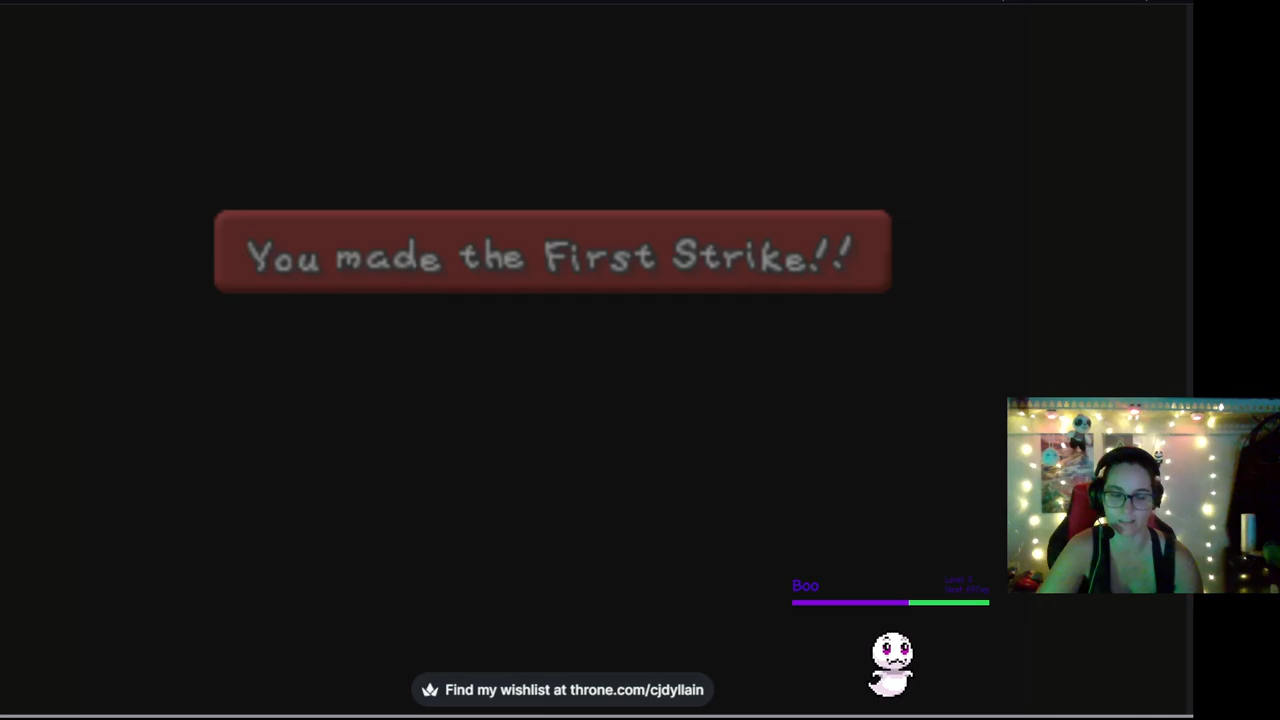 You made the First Strike!!
Boo
Find my wishlist at throne.com/cjdyllain